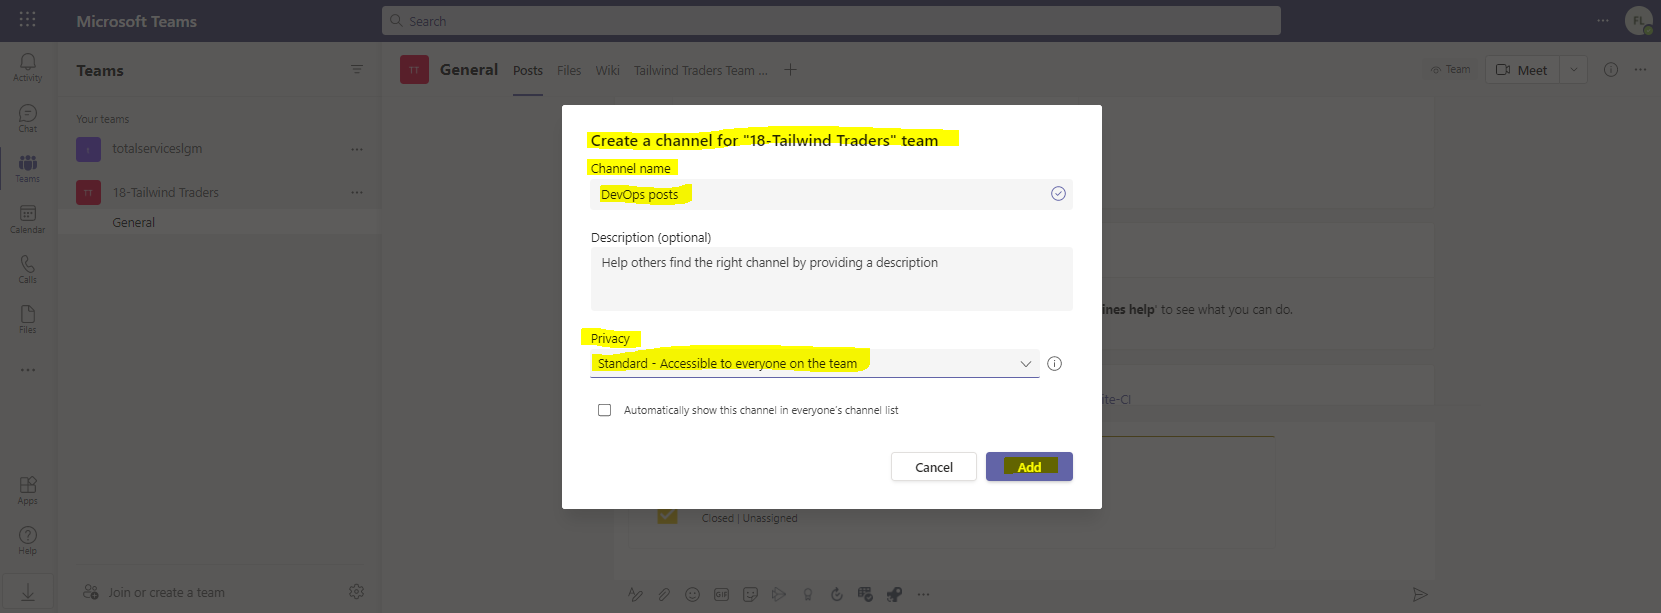 Microsoft Teams
Search
FL
Activity
Chat
Teams
Calendar
Calls
Files
Apps
Help
Teams
Your teams
totalserviceslgm
TT
18-Tailwind Traders
General
Join or create a team
TT
General
Posts
Files
Wiki
Tailwind Traders Team ...
Team
Meet
Create a channel for "18-Tailwind Traders" team
Channel name
DevOps posts
Description (optional)
Help others find the right channel by providing a description
Privacy
Standard - Accessible to everyone on the team
Automatically show this channel in everyone's channel list
Cancel
Add
ines help' to see what you can do.
ite-CI
Closed | Unassigned
GIF